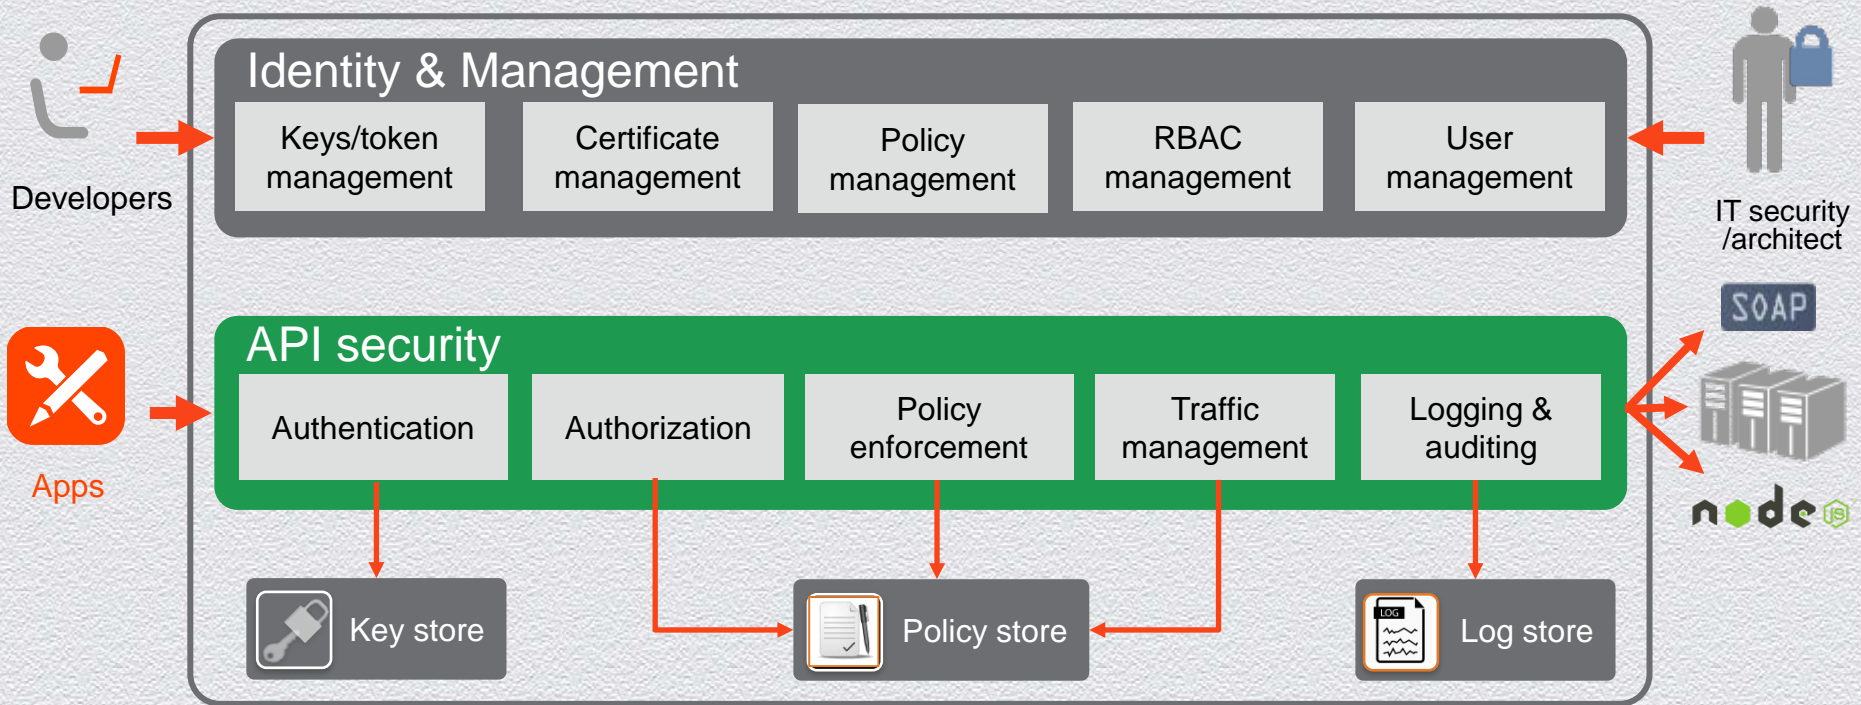 Identity & Management
Keys/token
management
Certificate
management
Policy
management
RBAC
management
User
management
Developers
IT security
/architect
API security
Authentication
Authorization
Policy
enforcement
Traffic
management
Logging &
auditing
Apps
SOAP
node JS
Key store
Policy store
LOG
Log store